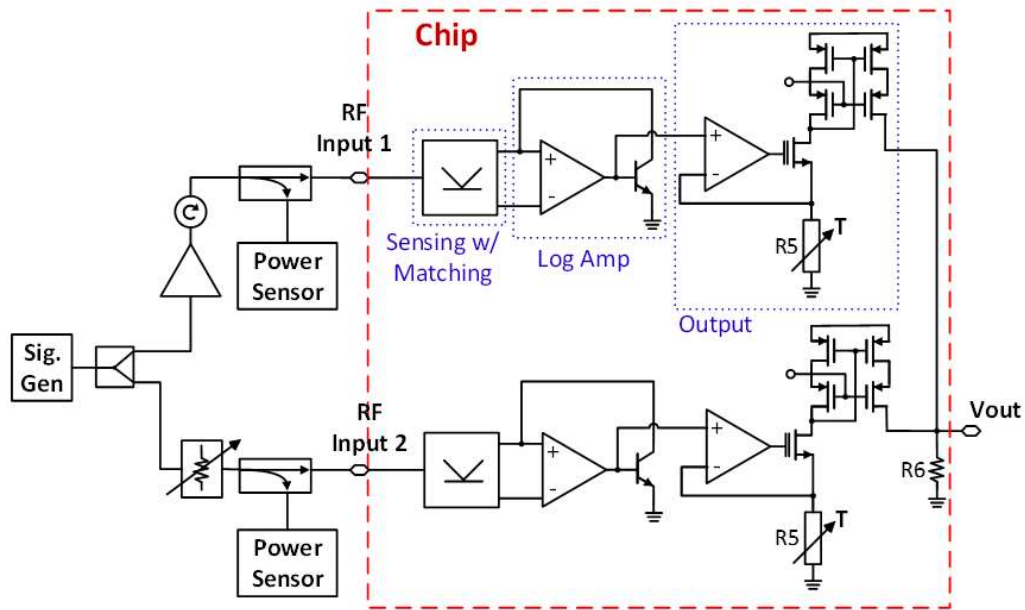 Chip
RF
Input 1
+
-
+
-
R5
T
Sensing w/
Matching
Log Amp
Output
Power
Sensor
Sig.
Gen
RF
Input 2
+
-
+
-
R5
T
Vout
R6
Power
Sensor